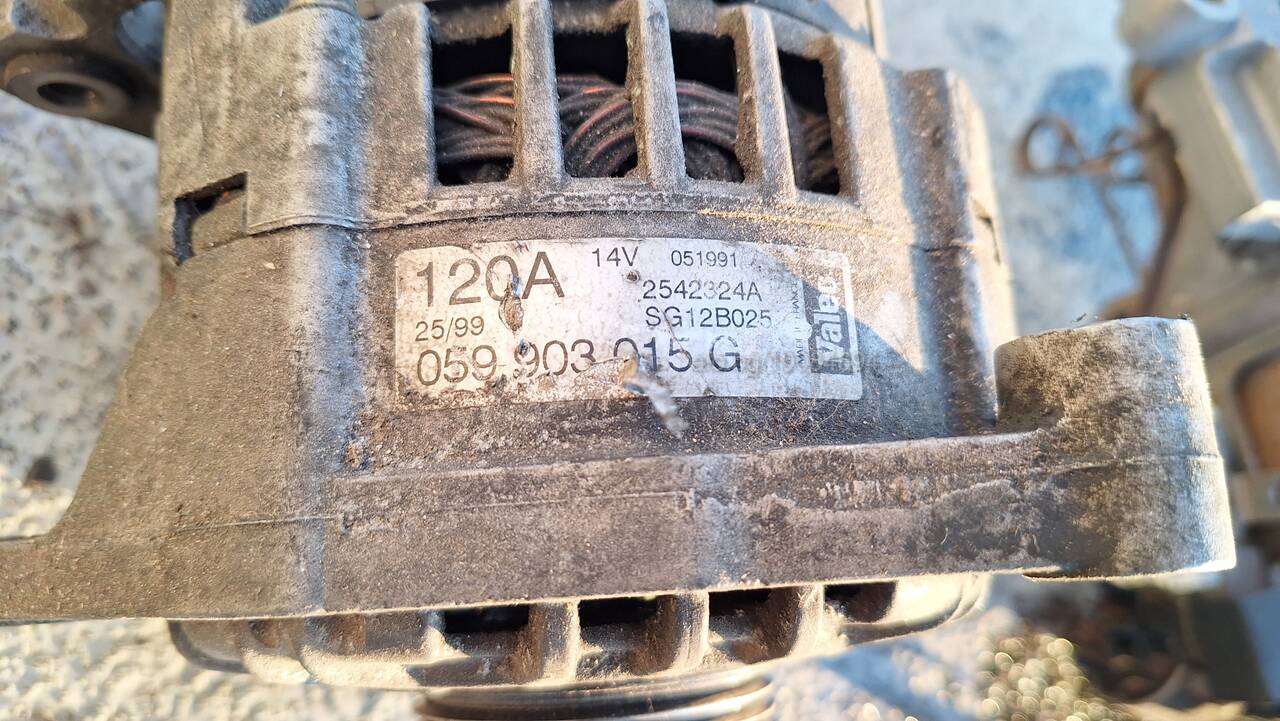 120A 14V 051991
2542324A
25/99 SG12B025
059 903 015 G
Valeo